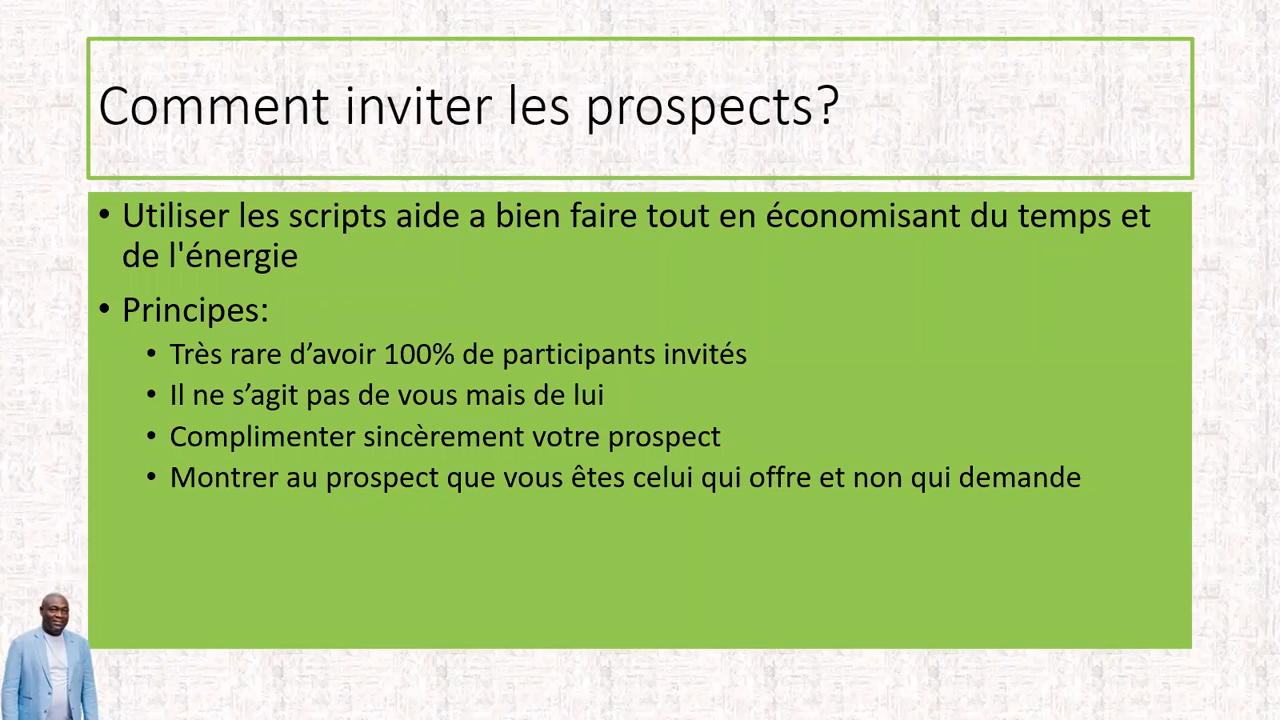 Comment inviter les prospects?
• Utiliser les scripts aide a bien faire tout en économisant du temps et
de l'énergie
• Principes:
• Très rare d’avoir 100% de participants invités
• Il ne s’agit pas de vous mais de lui
• Complimenter sincèrement votre prospect
• Montrer au prospect que vous êtes celui qui offre et non qui demande